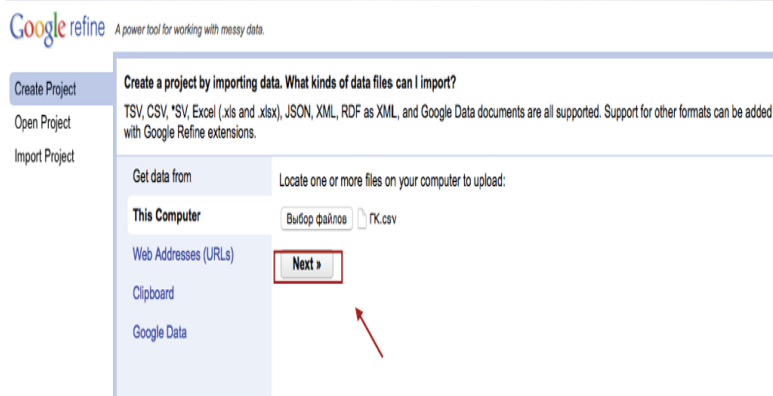 Google refine A power tool for working with messy data.
Create Project
Open Project
Import Project
Create a project by importing data. What kinds of data files can I import?
TSV, CSV, *SV, Excel (.xls and .xlsx), JSON, XML, RDF as XML, and Google Data documents are all supported. Support for other formats can be added
with Google Refine extensions.
Get data from
This Computer
Web Addresses (URLs)
Clipboard
Google Data
Locate one or more files on your computer to upload:
Выбор файлов ГК.csv
Next »